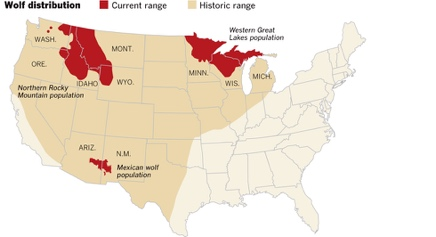 Wolf distribution
Current range
Historic range
Western Great
Lakes population
WASH.
MONT.
ORE.
IDAHO
WYO.
MINN.
WIS.
MICH.
Northern Rocky
Mountain population
ARIZ.
N.M.
Mexican wolf
population